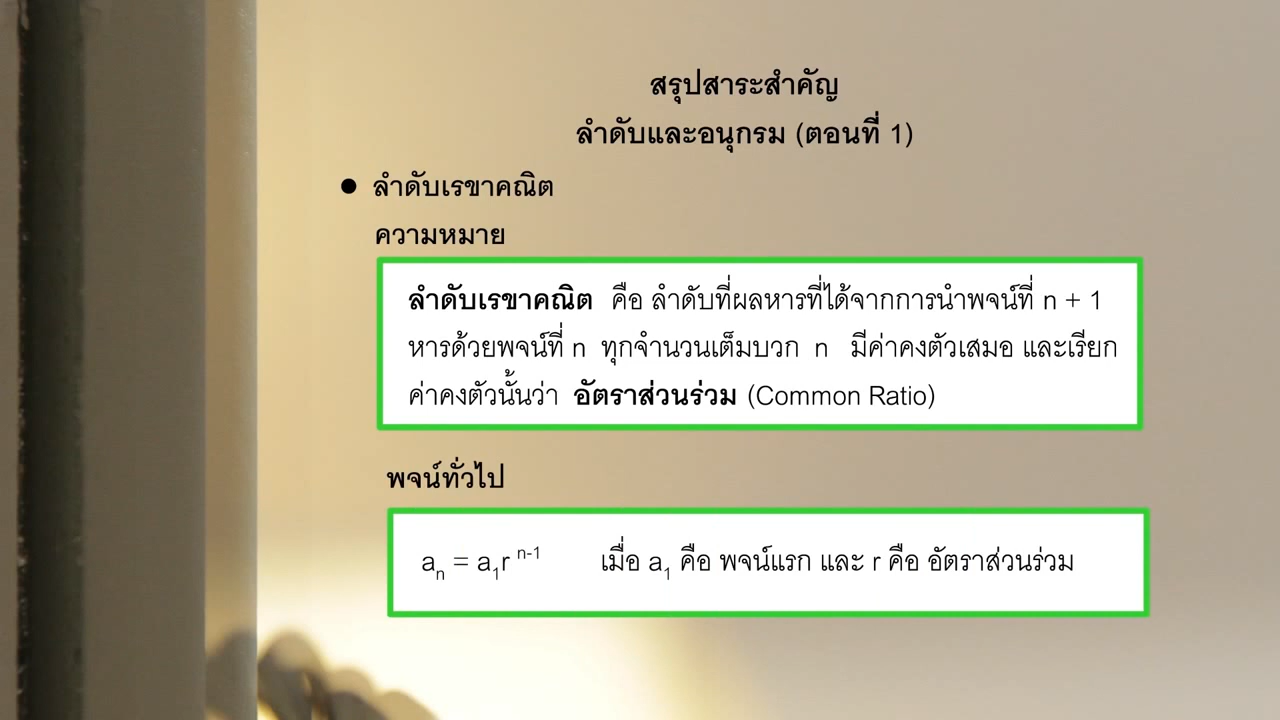 สรุปสาระสำคัญ
ลำดับและอนุกรม (ตอนที่ 1)
● ลำดับเรขาคณิต
ความหมาย
ลำดับเรขาคณิต คือ ลำดับที่ผลหารที่ได้จากการนำพจน์ที่ n + 1
หารด้วยพจน์ที่ n ทุกจำนวนเต็มบวก n มีค่าคงตัวเสมอ และเรียก
ค่าคงตัวนั้นว่า อัตราส่วนร่วม (Common Ratio)
พจน์ทั่วไป
aₙ = a₁r ⁿ⁻¹ เมื่อ a₁ คือ พจน์แรก และ r คือ อัตราส่วนร่วม